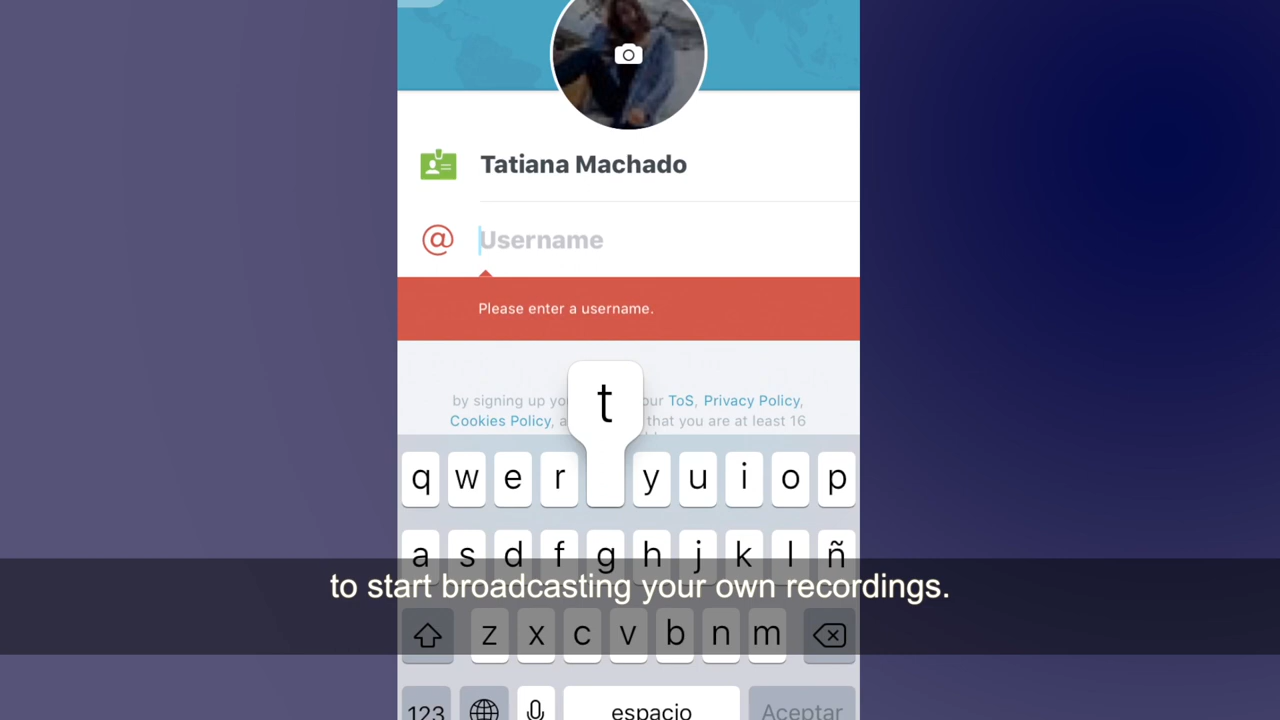 Tatiana Machado
@ Username
Please enter a username.
t
by signing up yo our ToS, Privacy Policy,
Cookies Policy, a that you are at least 16
q w e r y u i o p
a s d f g h j k l ñ
to start broadcasting your own recordings.
z x c v b n m
123 espacio Aceptar